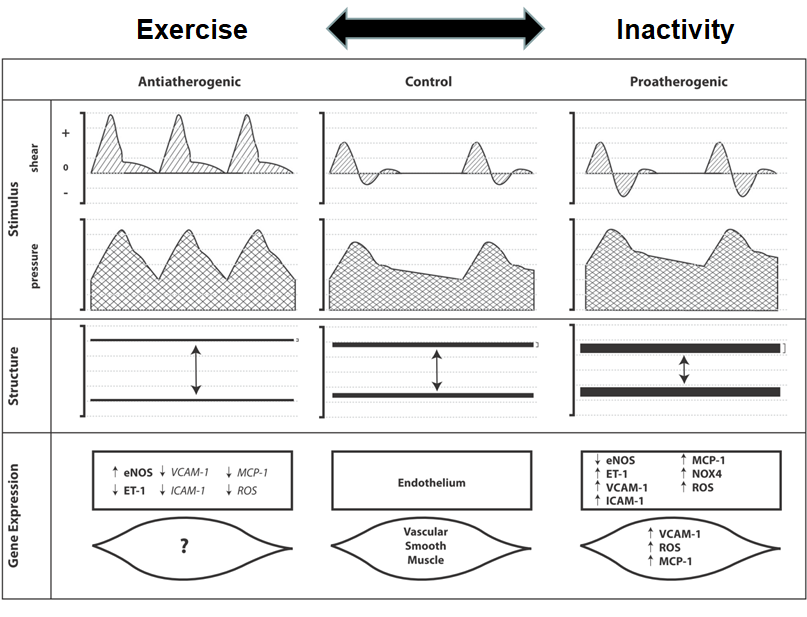 Exercise Inactivity
Antiatherogenic Control Proatherogenic
Stimulus
shear
+
0
-
pressure
Structure
Gene Expression
↑ eNOS ↓ VCAM-1 ↓ MCP-1
↓ ET-1 ↓ ICAM-1 ↓ ROS
Endothelium
↓ eNOS ↑ MCP-1
↑ ET-1 ↑ NOX4
↑ VCAM-1 ↑ ROS
↑ ICAM-1
?
Vascular
Smooth
Muscle
↑ VCAM-1
↑ ROS
↑ MCP-1